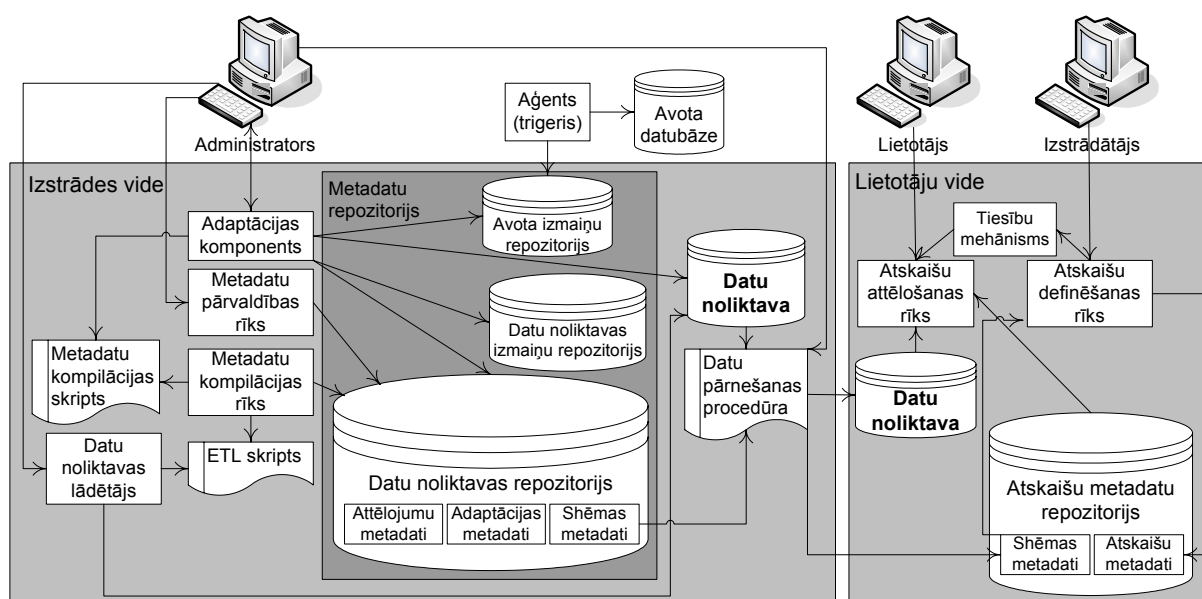 Administrators
Aģents
(trigeris)
Avota
datubāze
Lietotājs
Izstrādātājs
Izstrādes vide
Metadatu
repozitorijs
Avota izmaiņu
repozitorijs
Adaptācijas
komponents
Metadatu
pārvaldības
rīks
Datu noliktavas
izmaiņu repozitorijs
Datu
noliktava
Metadatu
kompilācijas
skripts
Metadatu
kompilācijas
rīks
Datu
pārnešanas
procedūra
Datu
noliktavas
lādētājs
ETL skripts
Datu noliktavas repozitorijs
Attēlojumu
metadati
Adaptācijas
metadati
Shēmas
metadati
Lietotāju vide
Tiesību
mehānisms
Atskaišu
attēlošanas
rīks
Atskaišu
definēšanas
rīks
Datu
noliktava
Atskaišu metadatu
repozitorijs
Shēmas
metadati
Atskaišu
metadati